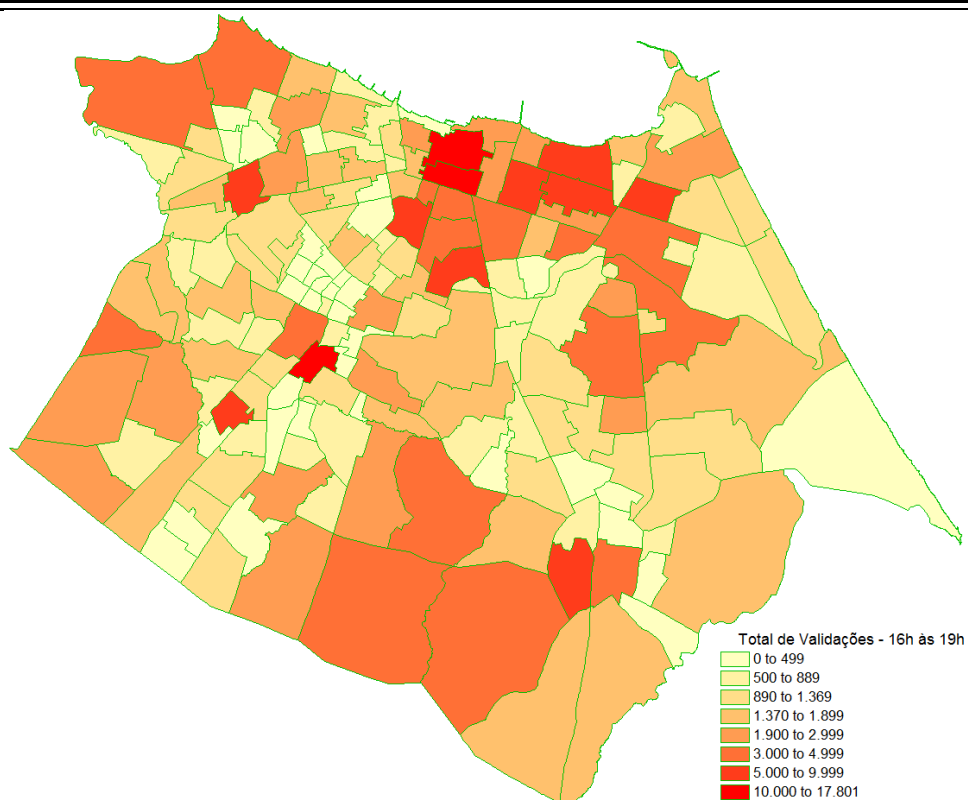 Total de Validações - 16h às 19h
0 to 499
500 to 889
890 to 1.369
1.370 to 1.899
1.900 to 2.999
3.000 to 4.999
5.000 to 9.999
10.000 to 17.801